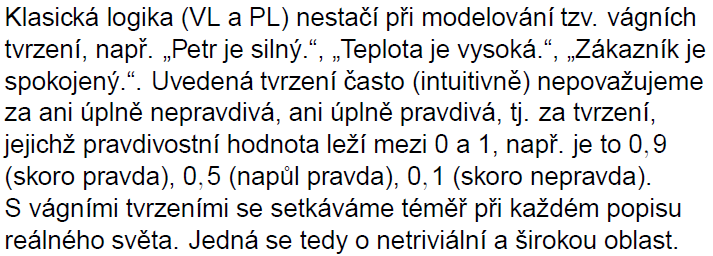 Klasická logika (VL a PL) nestačí při modelování tzv. vágních
tvrzení, např. „Petr je silný.“, „Teplota je vysoká.“, „Zákazník je
spokojený.“. Uvedená tvrzení často (intuitivně) nepovažujeme
za ani úplně nepravdivá, ani úplně pravdivá, tj. za tvrzení,
jejichž pravdivostní hodnota leží mezi 0 a 1, např. je to 0,9
(skoro pravda), 0,5 (napůl pravda), 0,1 (skoro nepravda).
S vágními tvrzeními se setkáváme téměř při každém popisu
reálného světa. Jedná se tedy o netriviální a širokou oblast.